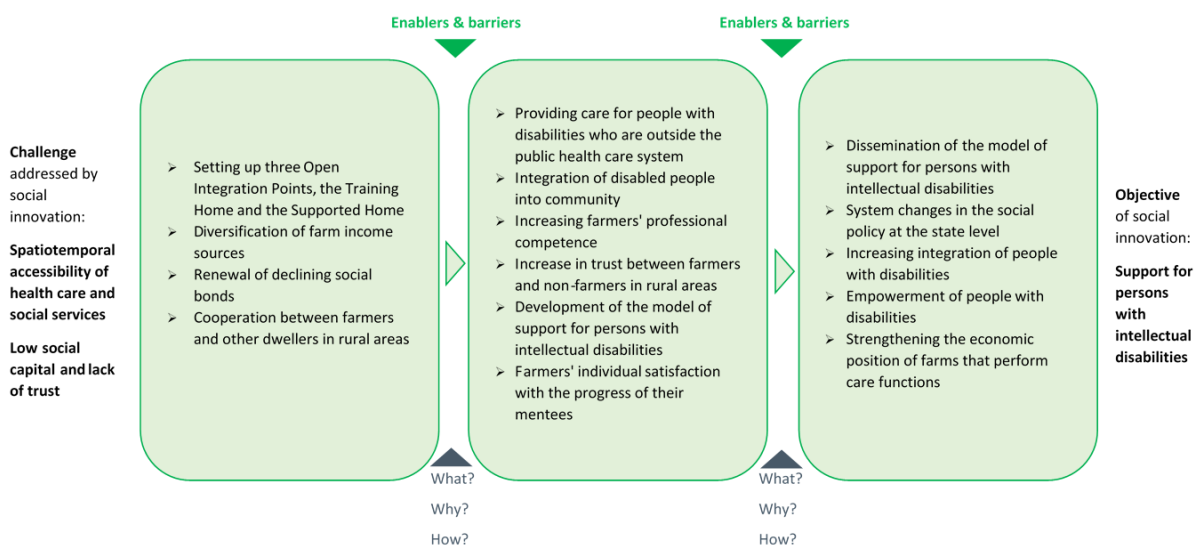 Enablers & barriers
Enablers & barriers
Challenge
addressed by
social
innovation:
Spatiotemporal
accessibility of
health care and
social services
Low social
capital and lack
of trust
➢ Setting up three Open
Integration Points, the Training
Home and the Supported Home
➢ Diversification of farm income
sources
➢ Renewal of declining social
bonds
➢ Cooperation between farmers
and other dwellers in rural areas
➢ Providing care for people with
disabilities who are outside the
public health care system
➢ Integration of disabled people
into community
➢ Increasing farmers' professional
competence
➢ Increase in trust between farmers
and non-farmers in rural areas
➢ Development of the model of
support for persons with
intellectual disabilities
➢ Farmers' individual satisfaction
with the progress of their
mentees
➢ Dissemination of the model of
support for persons with
intellectual disabilities
➢ System changes in the social
policy at the state level
➢ Increasing integration of people
with disabilities
➢ Empowerment of people with
disabilities
➢ Strengthening the economic
position of farms that perform
care functions
Objective
of social
innovation:
Support for
persons
with
intellectual
disabilities
What?
Why?
How?
What?
Why?
How?